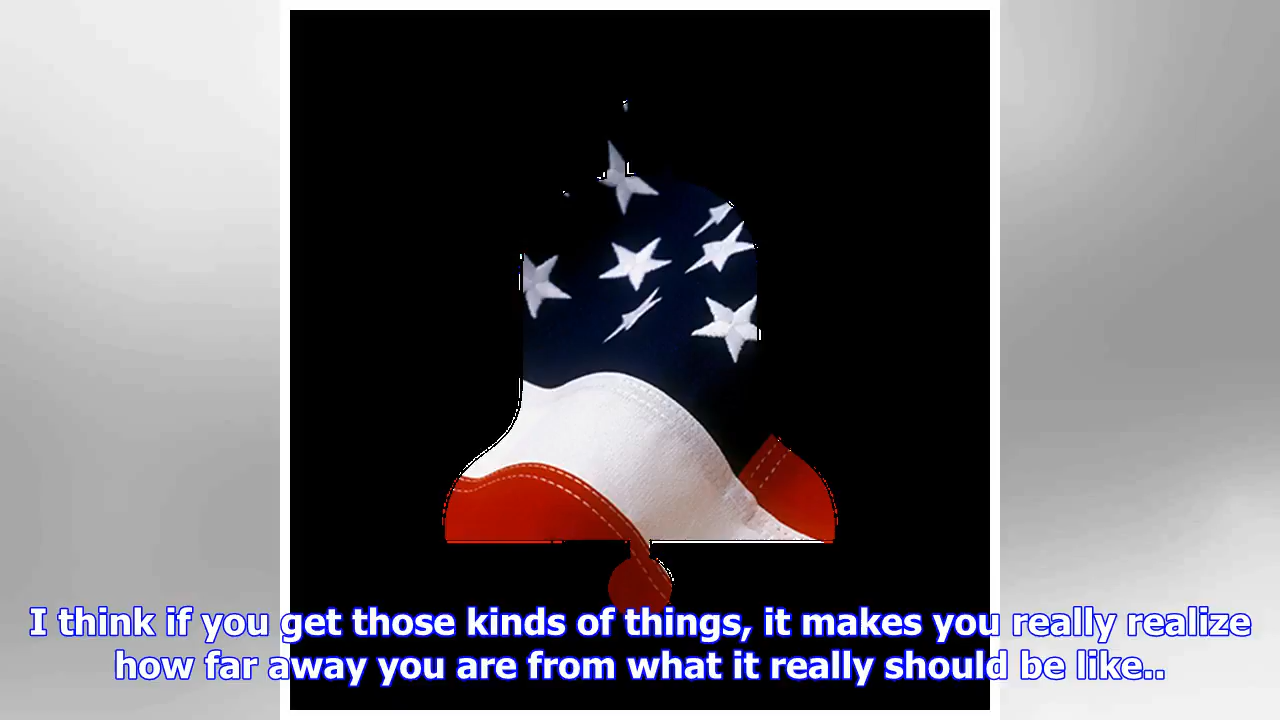 I think if you get those kinds of things, it makes you really realize
how far away you are from what it really should be like..